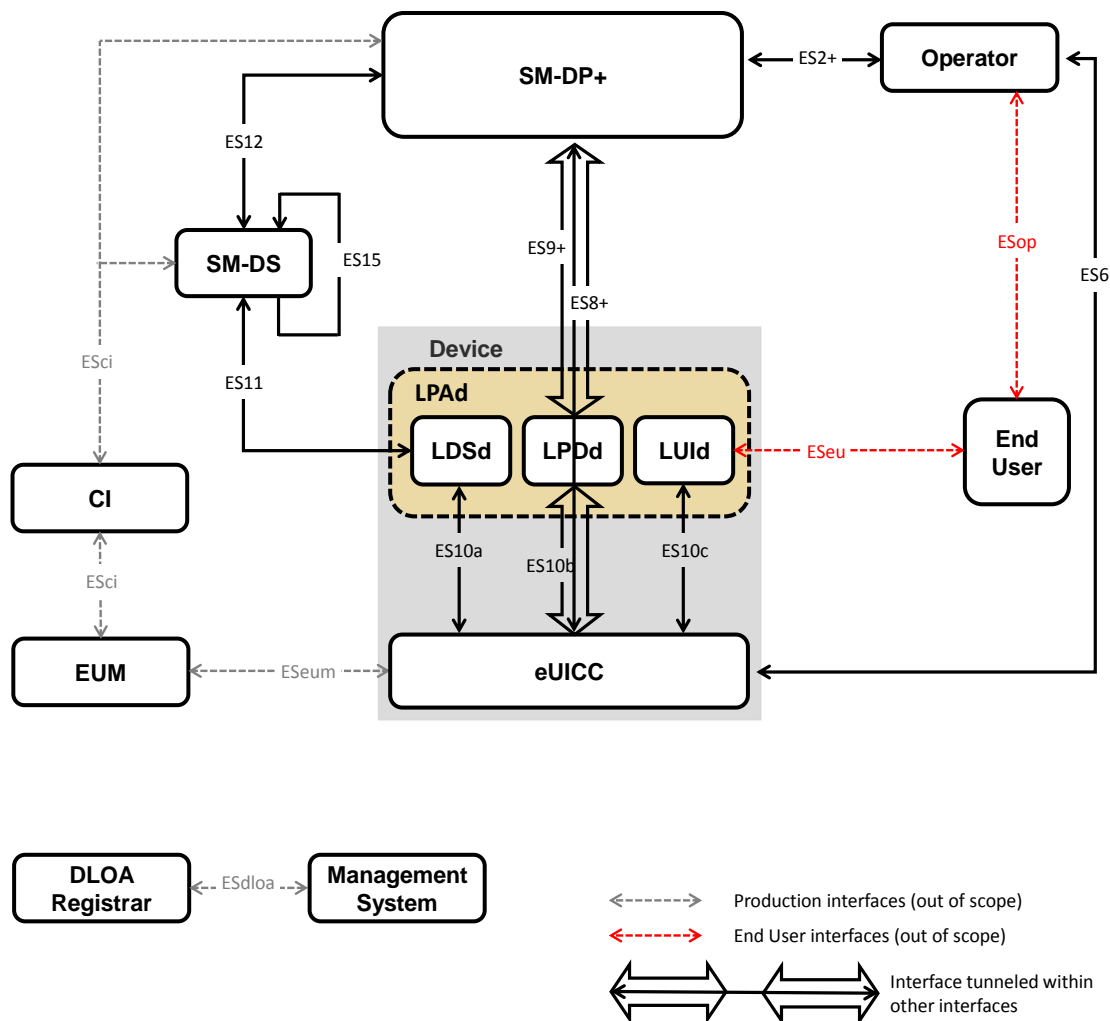 SM-DP+
ES2+
Operator
ES12
ESop
ES9+
SM-DS
ES15
ES6
ES8+
Device
ESci
ES11
LPAd
LDSd
LPDd
LUId
ESeu
End
User
CI
ES10a
ES10b
ES10c
ESci
EUM
ESeum
eUICC
DLOA
Registrar
ESdloa
Management
System
Production interfaces (out of scope)
End User interfaces (out of scope)
Interface tunneled within
other interfaces